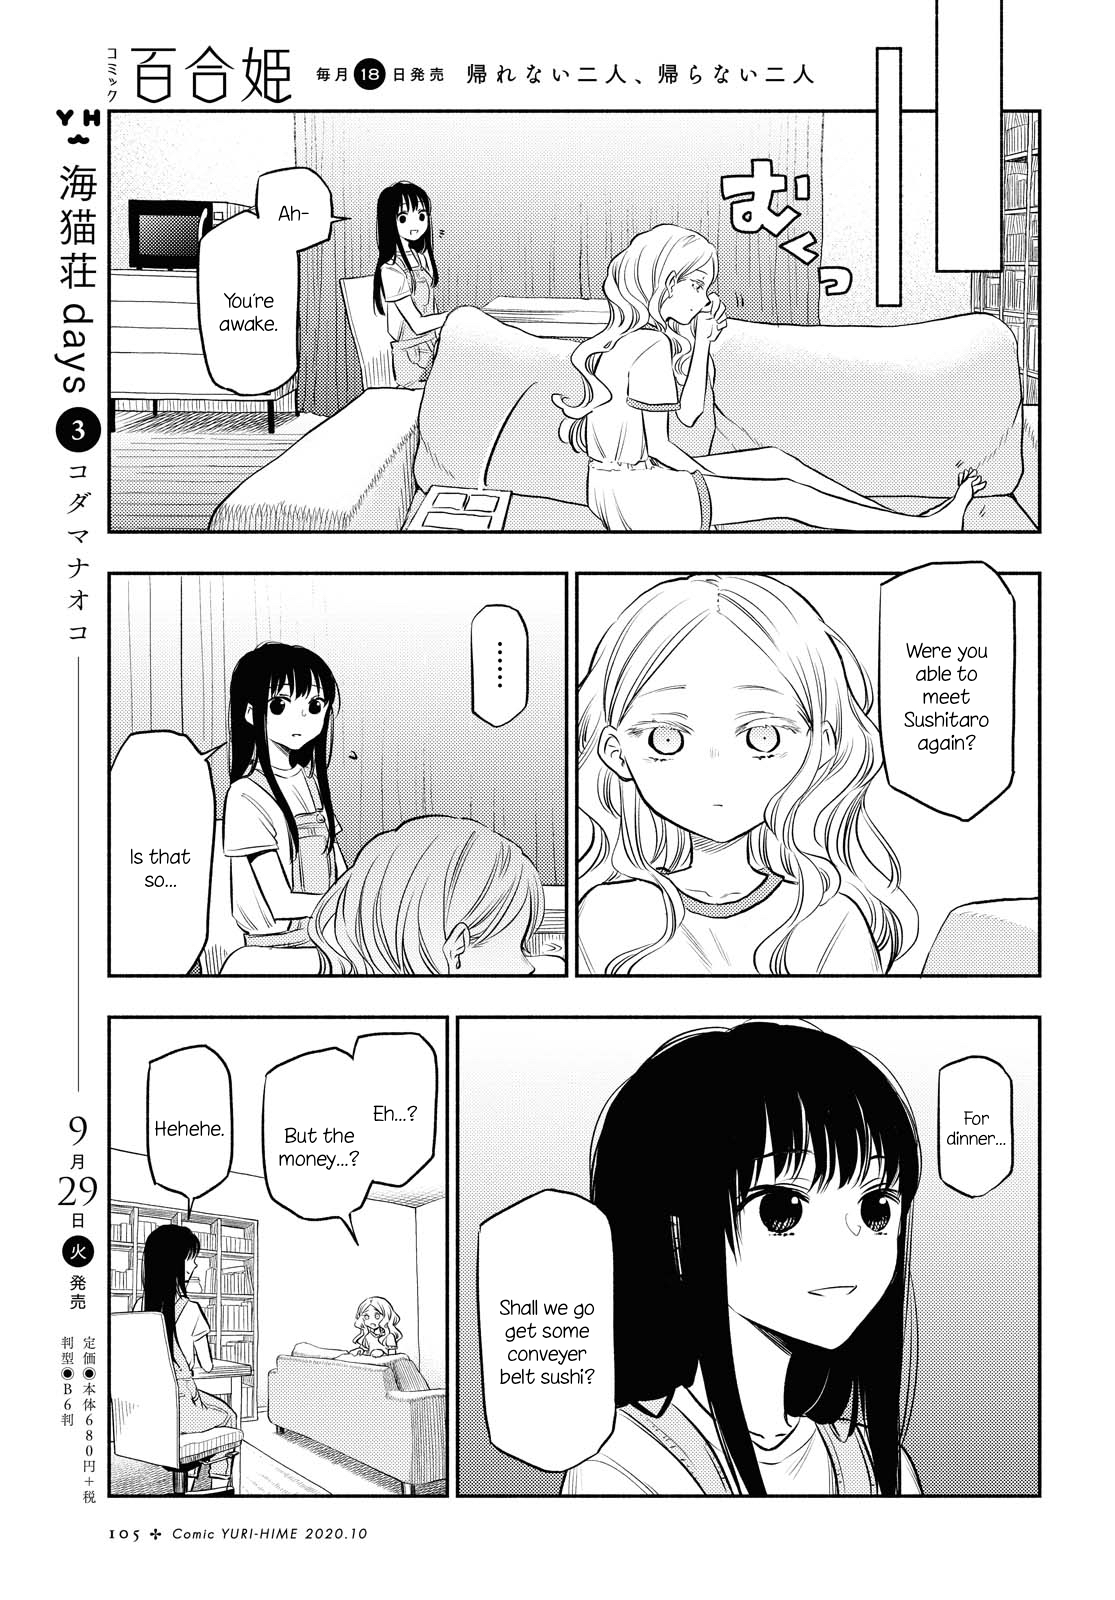 コミック
百合姫
毎月18日発売
帰れない二人、帰らない二人
YH
海猫荘days
3
コダマナオコ
9月29日火発売
定価◉本体680円+税
判型◉B6判
むくっ
Ah-
You're
awake.
Were you
able to
meet
Sushitaro
again?
……
Is that
so...
For
dinner...
Shall we go
get some
conveyer
belt sushi?
Eh...?
But the
money...?
Hehehe.
105 ✣ Comic YURI-HIME 2020.10